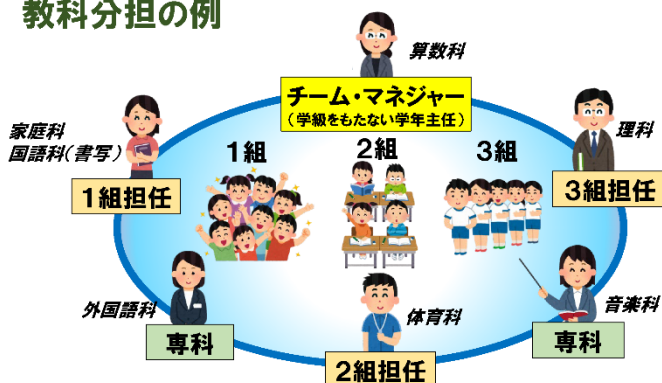 教科分担の例
算数科
チーム・マネジャー
(学級をもたない学年主任)
家庭科
国語科(書写)
1組担任
1組
2組
3組
理科
3組担任
外国語科
専科
体育科
2組担任
音楽科
専科